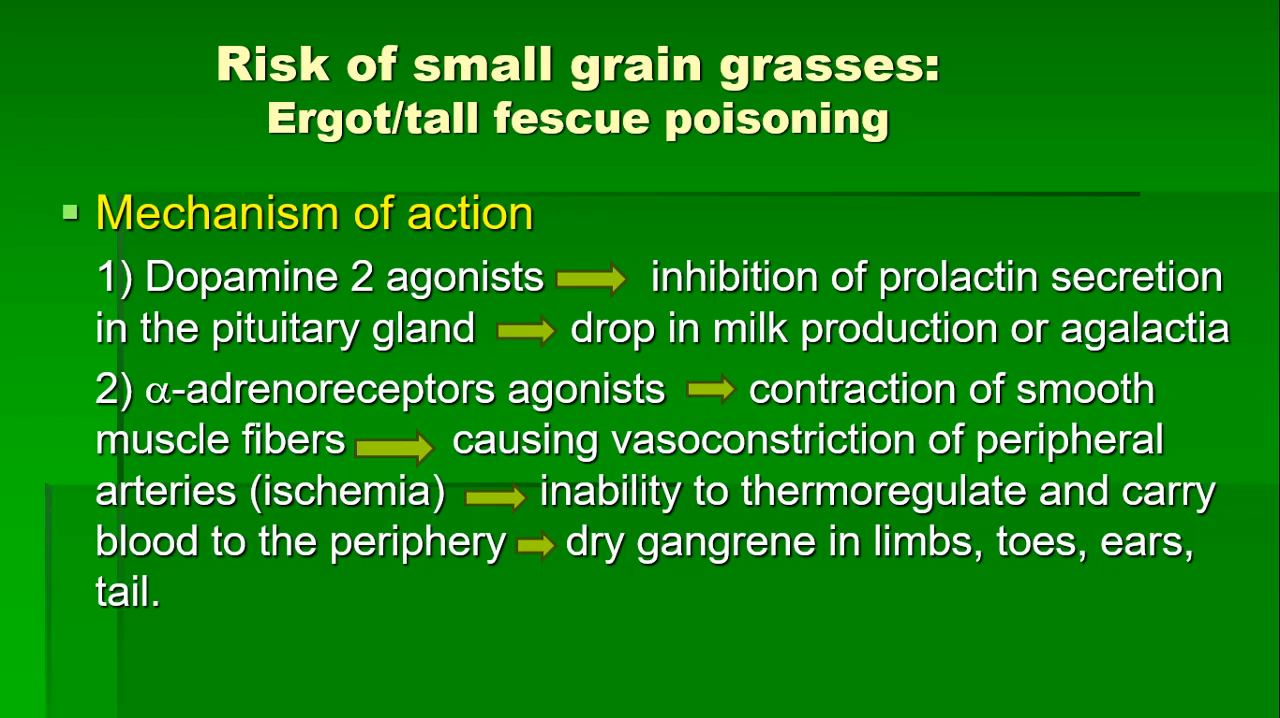 Risk of small grain grasses:
Ergot/tall fescue poisoning
Mechanism of action
1) Dopamine 2 agonists inhibition of prolactin secretion
in the pituitary gland drop in milk production or agalactia
2) α-adrenoreceptors agonists contraction of smooth
muscle fibers causing vasoconstriction of peripheral
arteries (ischemia) inability to thermoregulate and carry
blood to the periphery dry gangrene in limbs, toes, ears,
tail.